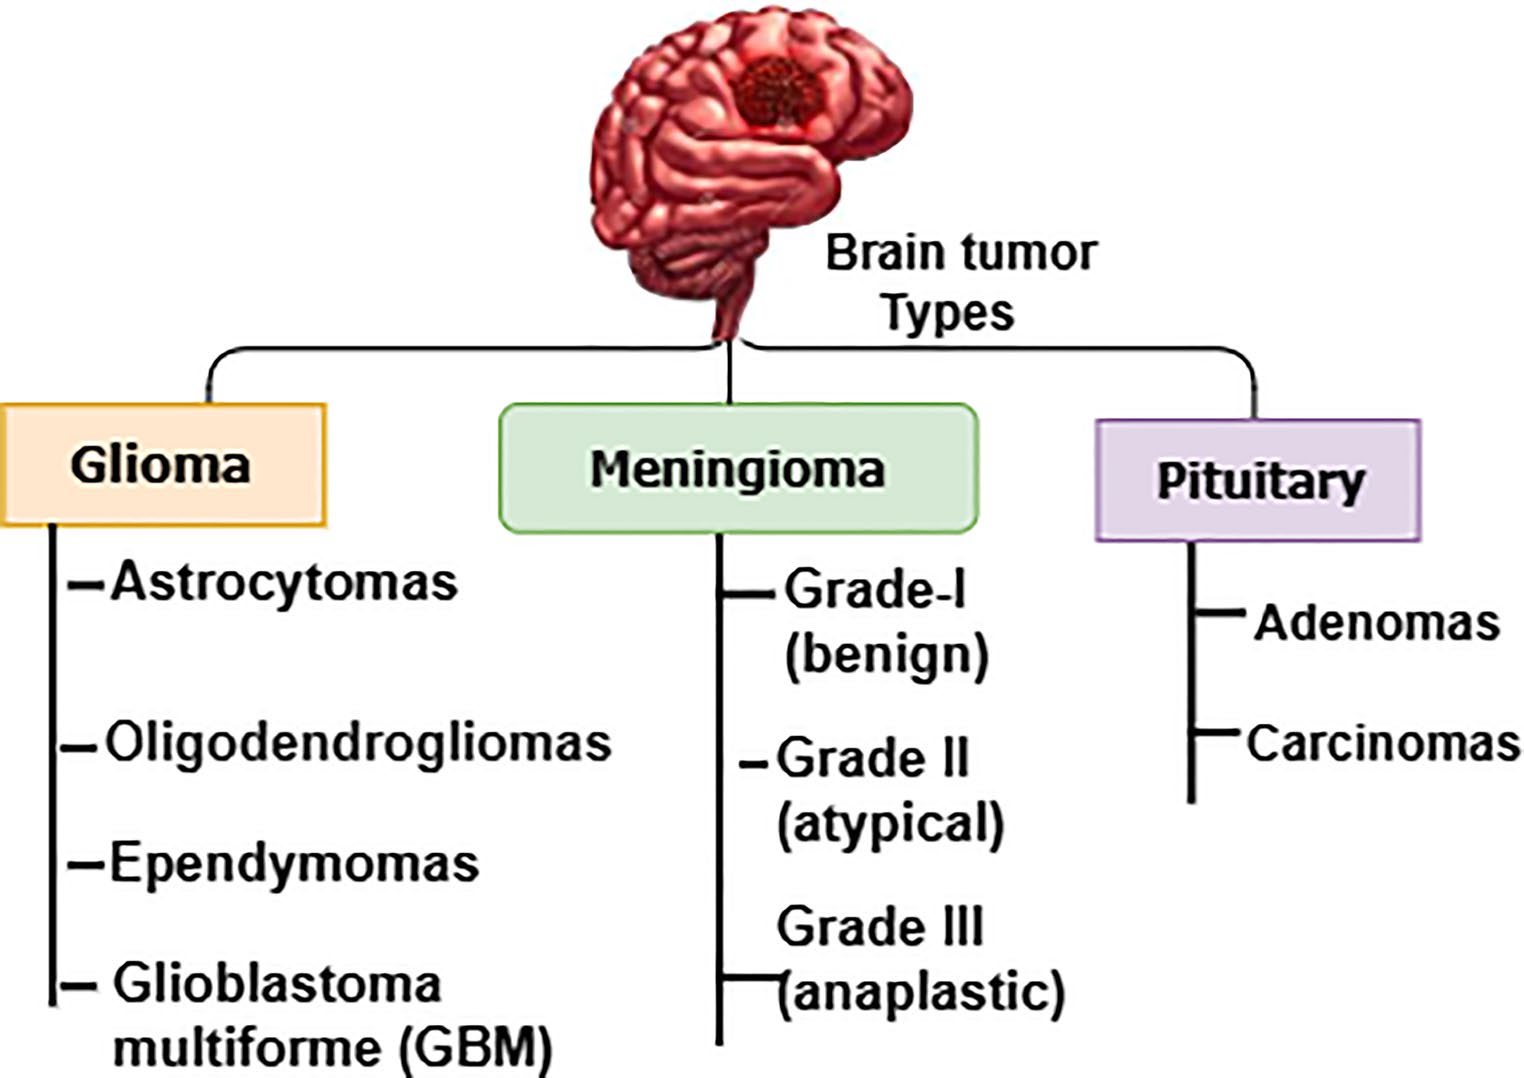 Brain tumor
Types
Glioma
Astrocytomas
Oligodendrogliomas
Ependymomas
Glioblastoma
multiforme (GBM)
Meningioma
Grade-I
(benign)
Grade II
(atypical)
Grade III
(anaplastic)
Pituitary
Adenomas
Carcinomas